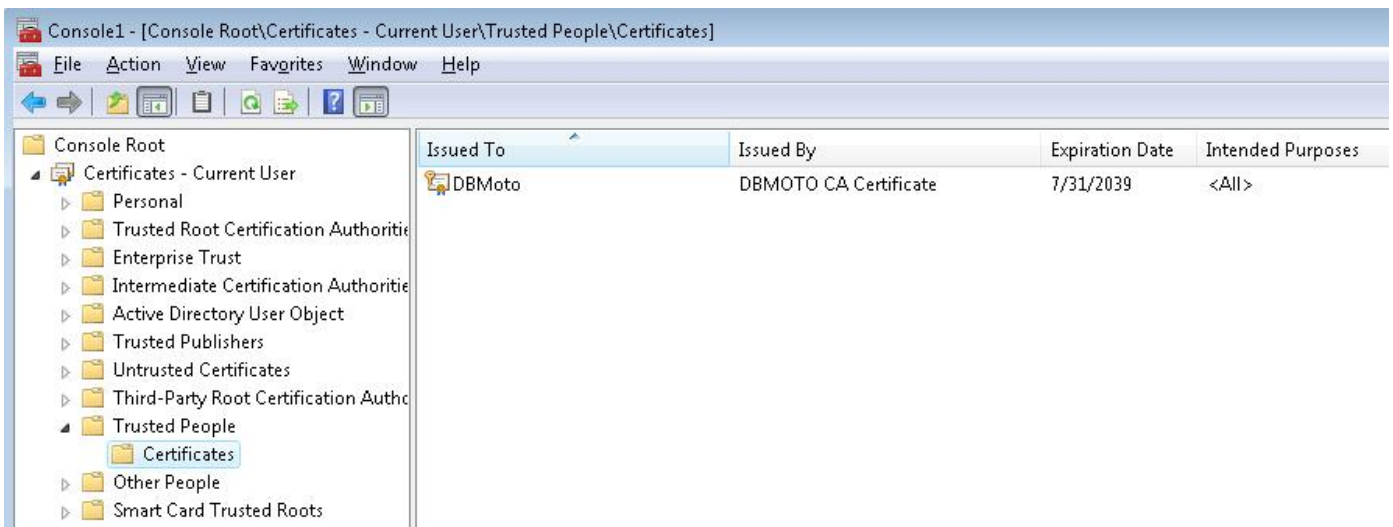 Console1 - [Console Root\Certificates - Current User\Trusted People\Certificates]
File Action View Favorites Window Help
Console Root
Certificates - Current User
Personal
Trusted Root Certification Authoritie
Enterprise Trust
Intermediate Certification Authoritie
Active Directory User Object
Trusted Publishers
Untrusted Certificates
Third-Party Root Certification Autho
Trusted People
Certificates
Other People
Smart Card Trusted Roots
Issued To Issued By Expiration Date Intended Purposes
DBMoto DBMOTO CA Certificate 7/31/2039 <All>